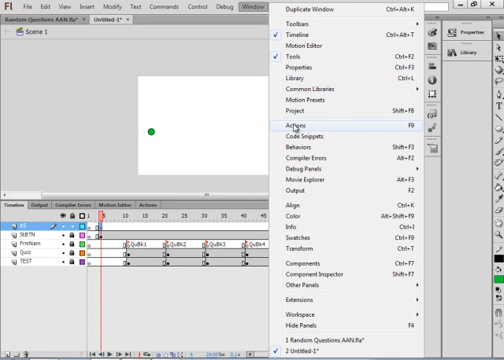 Fl File Edit View Insert Modify Text Commands Control Debug Window
Random Questions AAN.fla* × Untitled-1* ×
Scene 1
Duplicate Window Ctrl+Alt+K
Toolbars
Timeline Ctrl+Alt+T
Motion Editor
Tools Ctrl+F2
Properties Ctrl+F3
Library Ctrl+L
Common Libraries
Motion Presets
Project Shift+F8
Actions F9
Code Snippets
Behaviors Shift+F3
Compiler Errors Alt+F2
Debug Panels
Movie Explorer Alt+F3
Output F2
Align Ctrl+K
Color Alt+Shift+F9
Info Ctrl+I
Swatches Ctrl+F9
Transform Ctrl+T
Components Ctrl+F7
Component Inspector Shift+F7
Other Panels
Extensions
Workspace
Hide Panels F4
1 Random Questions AAN.fla*
2 Untitled-1*
Properties
Library
Timeline Output Compiler Errors Motion Editor Actions
1 5 10 15 20 25 30 35 40 45
AS
StBTN
FrmNam QuBk1 QuBk2 QuBk3 QuBk4
Quiz
TEST
24.00 fps